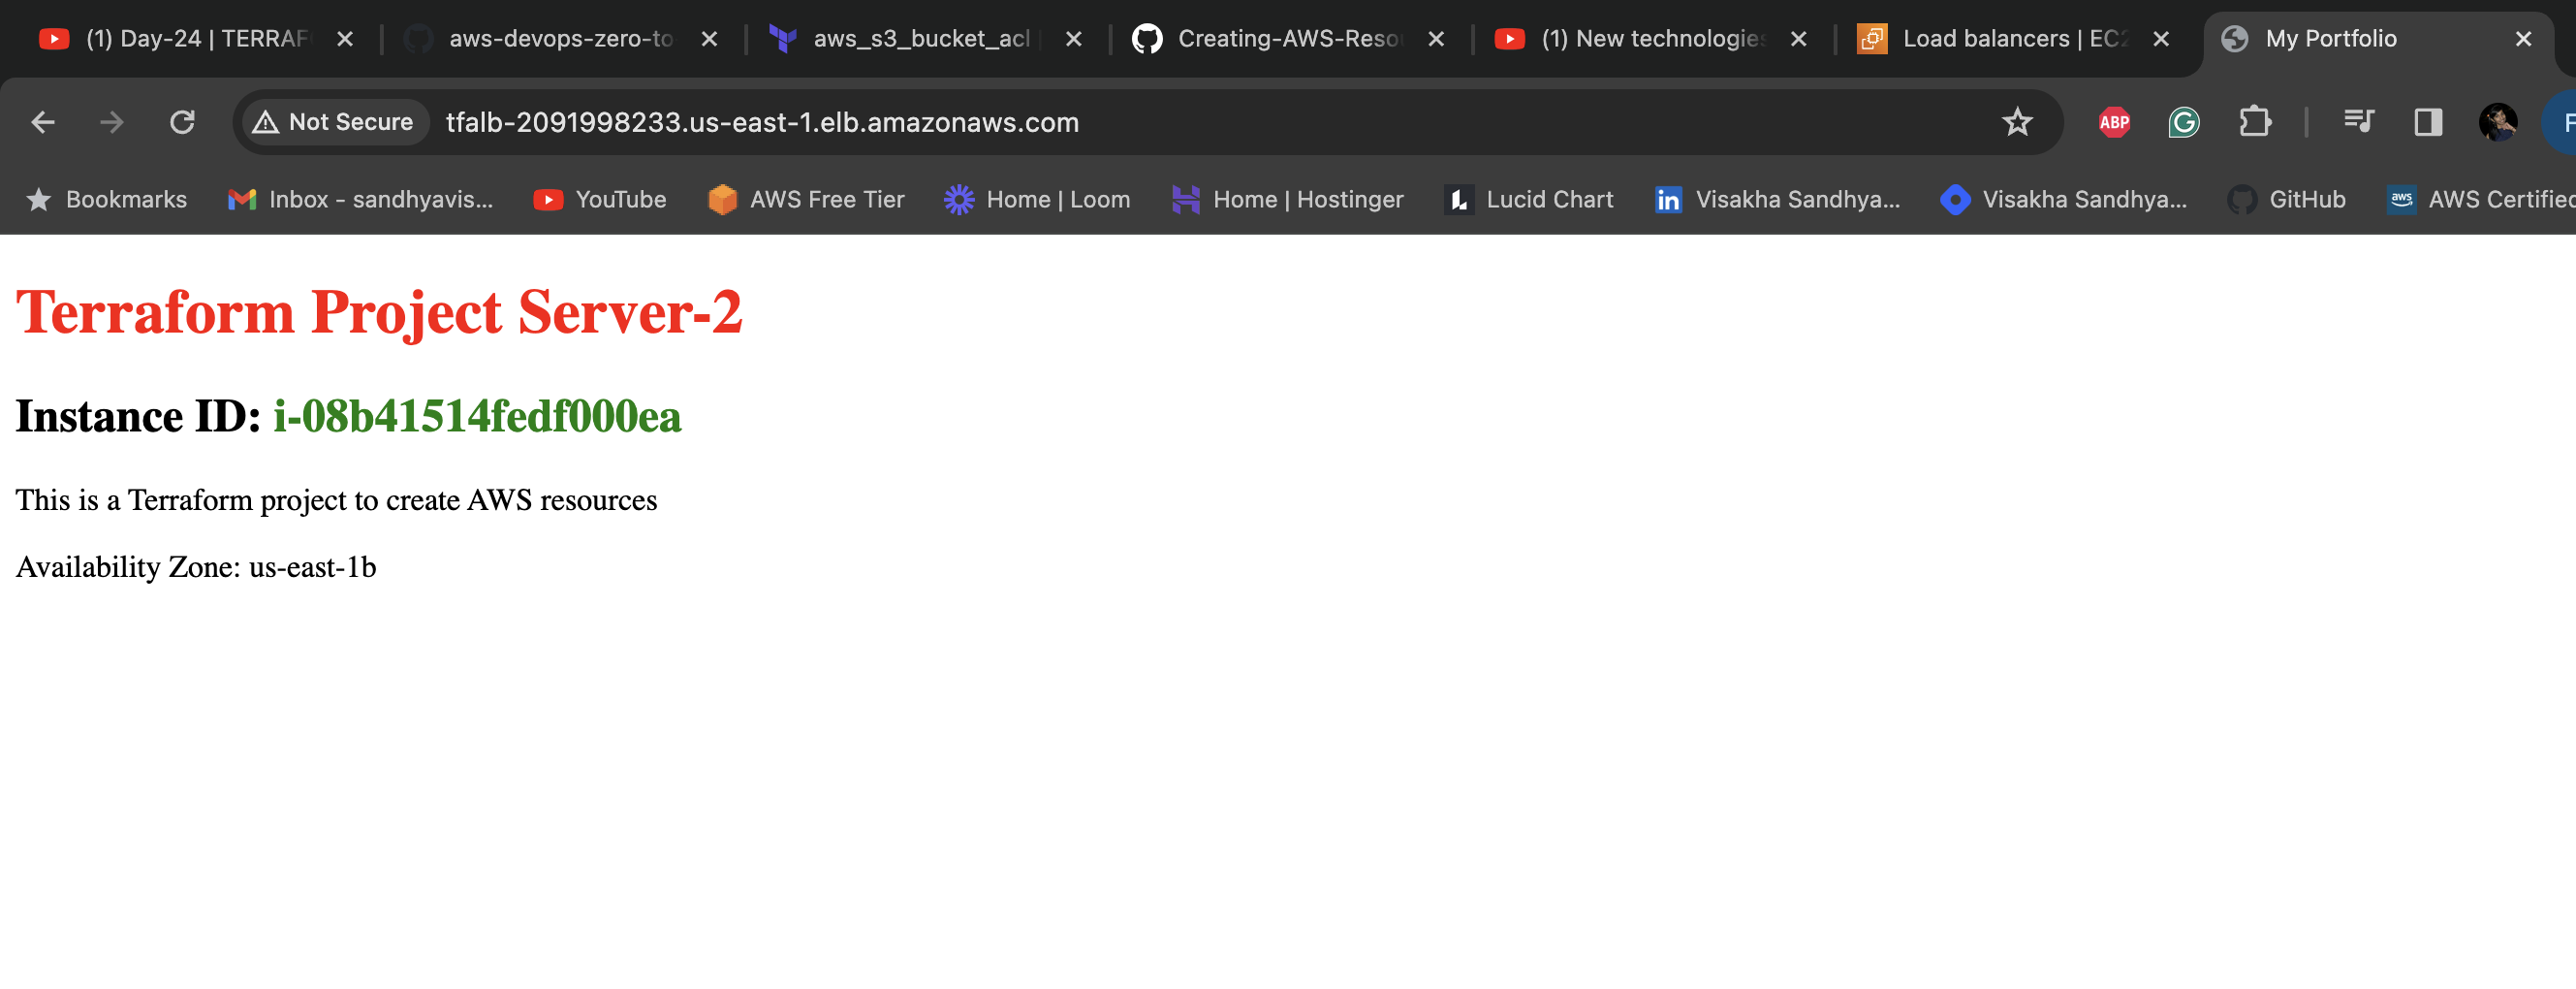 (1) Day-24 | TERRAF
aws-devops-zero-to
aws_s3_bucket_acl
Creating-AWS-Reso
(1) New technologies
Load balancers | EC2
My Portfolio
Not Secure
tfalb-2091998233.us-east-1.elb.amazonaws.com
ABP
Bookmarks
Inbox - sandhyavis...
YouTube
AWS Free Tier
Home | Loom
Home | Hostinger
Lucid Chart
in
Visakha Sandhya...
Visakha Sandhya...
GitHub
aws
AWS Certified
Terraform Project Server-2
Instance ID: i-08b41514fedf000ea
This is a Terraform project to create AWS resources
Availability Zone: us-east-1b